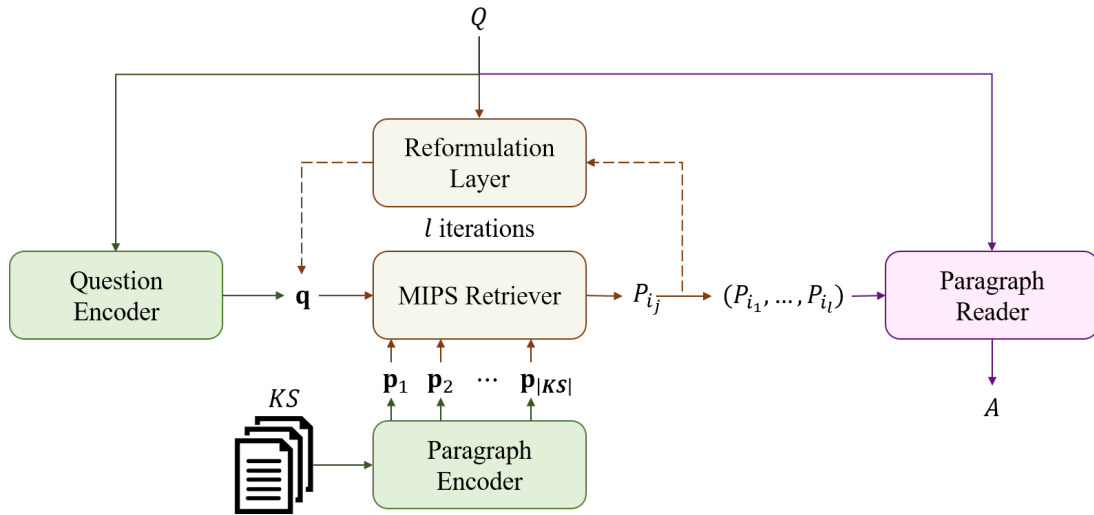 Q
Reformulation
Layer
l iterations
Question
Encoder
q
MIPS Retriever
P_{i_j}
(P_{i_1}, …, P_{i_l})
Paragraph
Reader
p_1 p_2 ⋯ p_{|KS|}
KS
A
Paragraph
Encoder